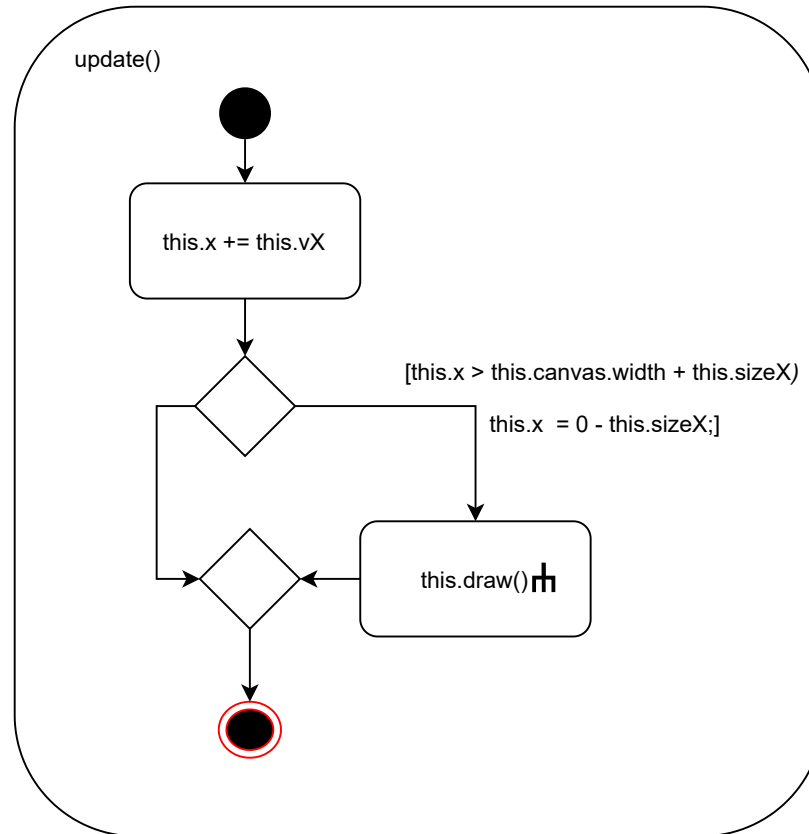 update()
this.x += this.vX
[this.x > this.canvas.width + this.sizeX)
this.x  = 0 - this.sizeX;]
this.draw()